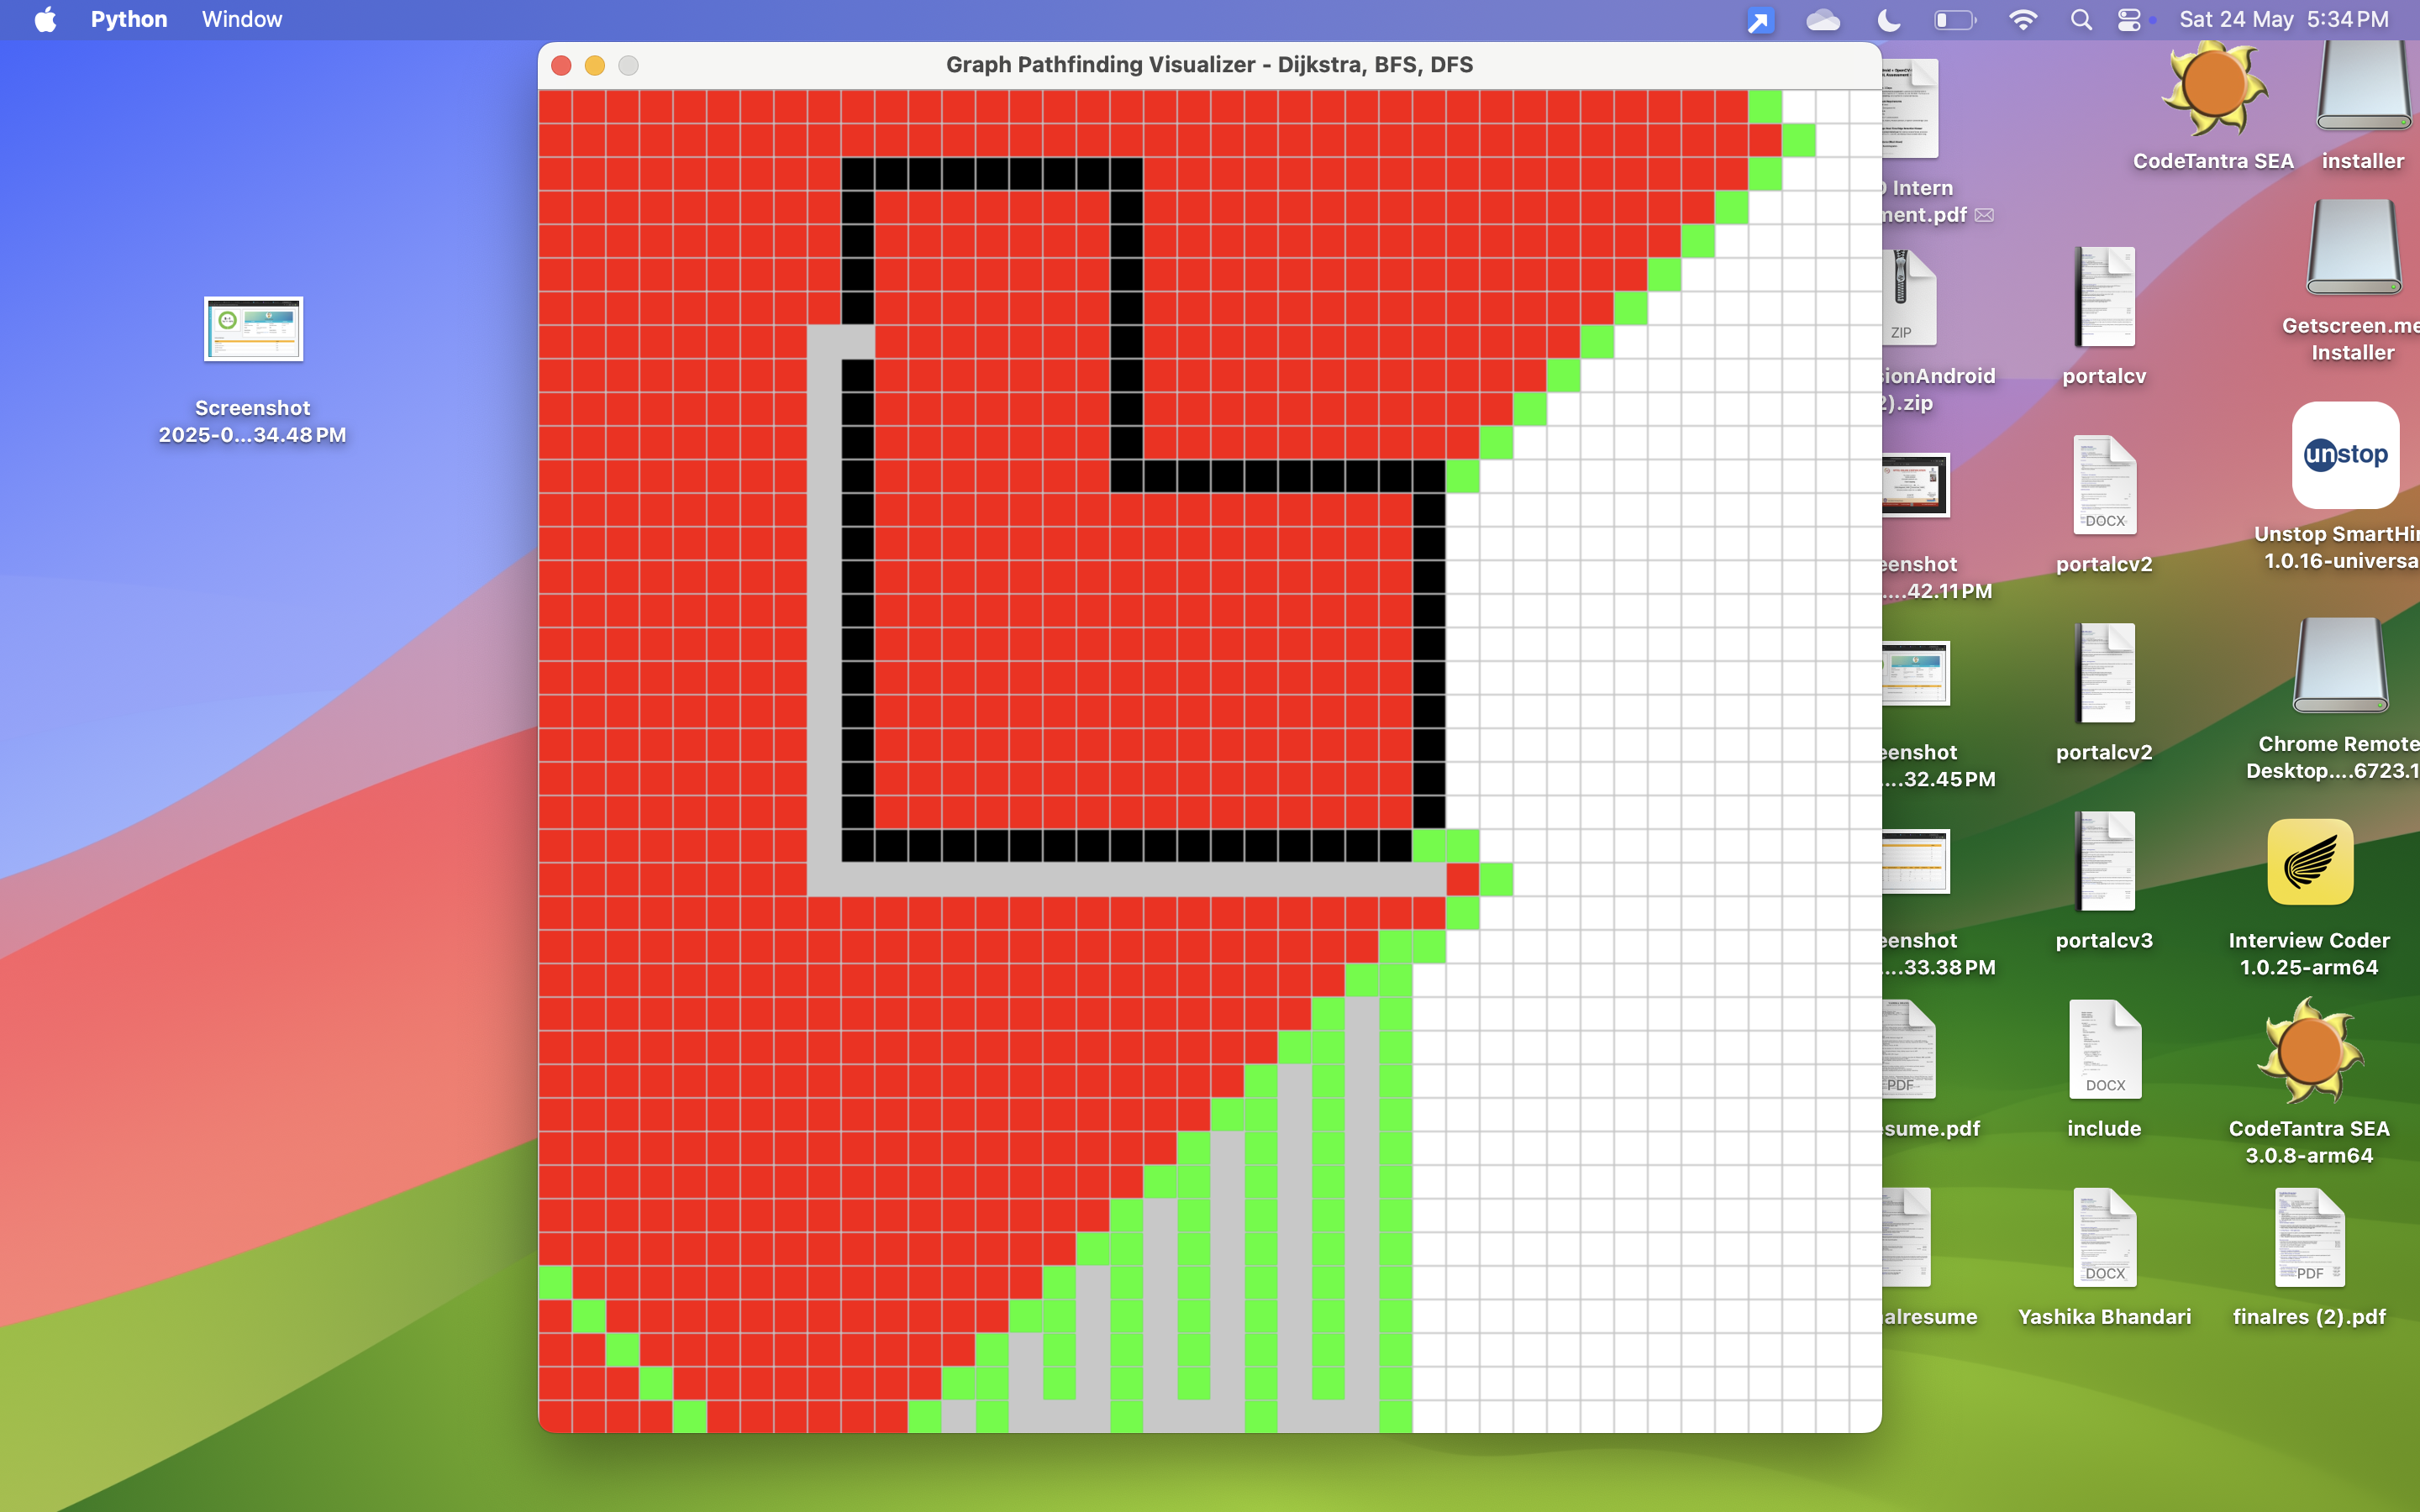 Python Window
Sat 24 May 5:34 PM
Graph Pathfinding Visualizer - Dijkstra, BFS, DFS
Screenshot
2025-0...34.48 PM
Intern
ment.pdf
CodeTantra SEA
installer
ZIP
ionAndroid
2).zip
portalcv
Getscreen.me
Installer
eenshot
....42.11 PM
DOCX
portalcv2
unstop
Unstop SmartHir
1.0.16-universa
eenshot
....32.45 PM
portalcv2
Chrome Remote
Desktop....6723.1
eenshot
....33.38 PM
portalcv3
Interview Coder
1.0.25-arm64
PDF
sume.pdf
DOCX
include
CodeTantra SEA
3.0.8-arm64
alresume
DOCX
Yashika Bhandari
PDF
finalres (2).pdf